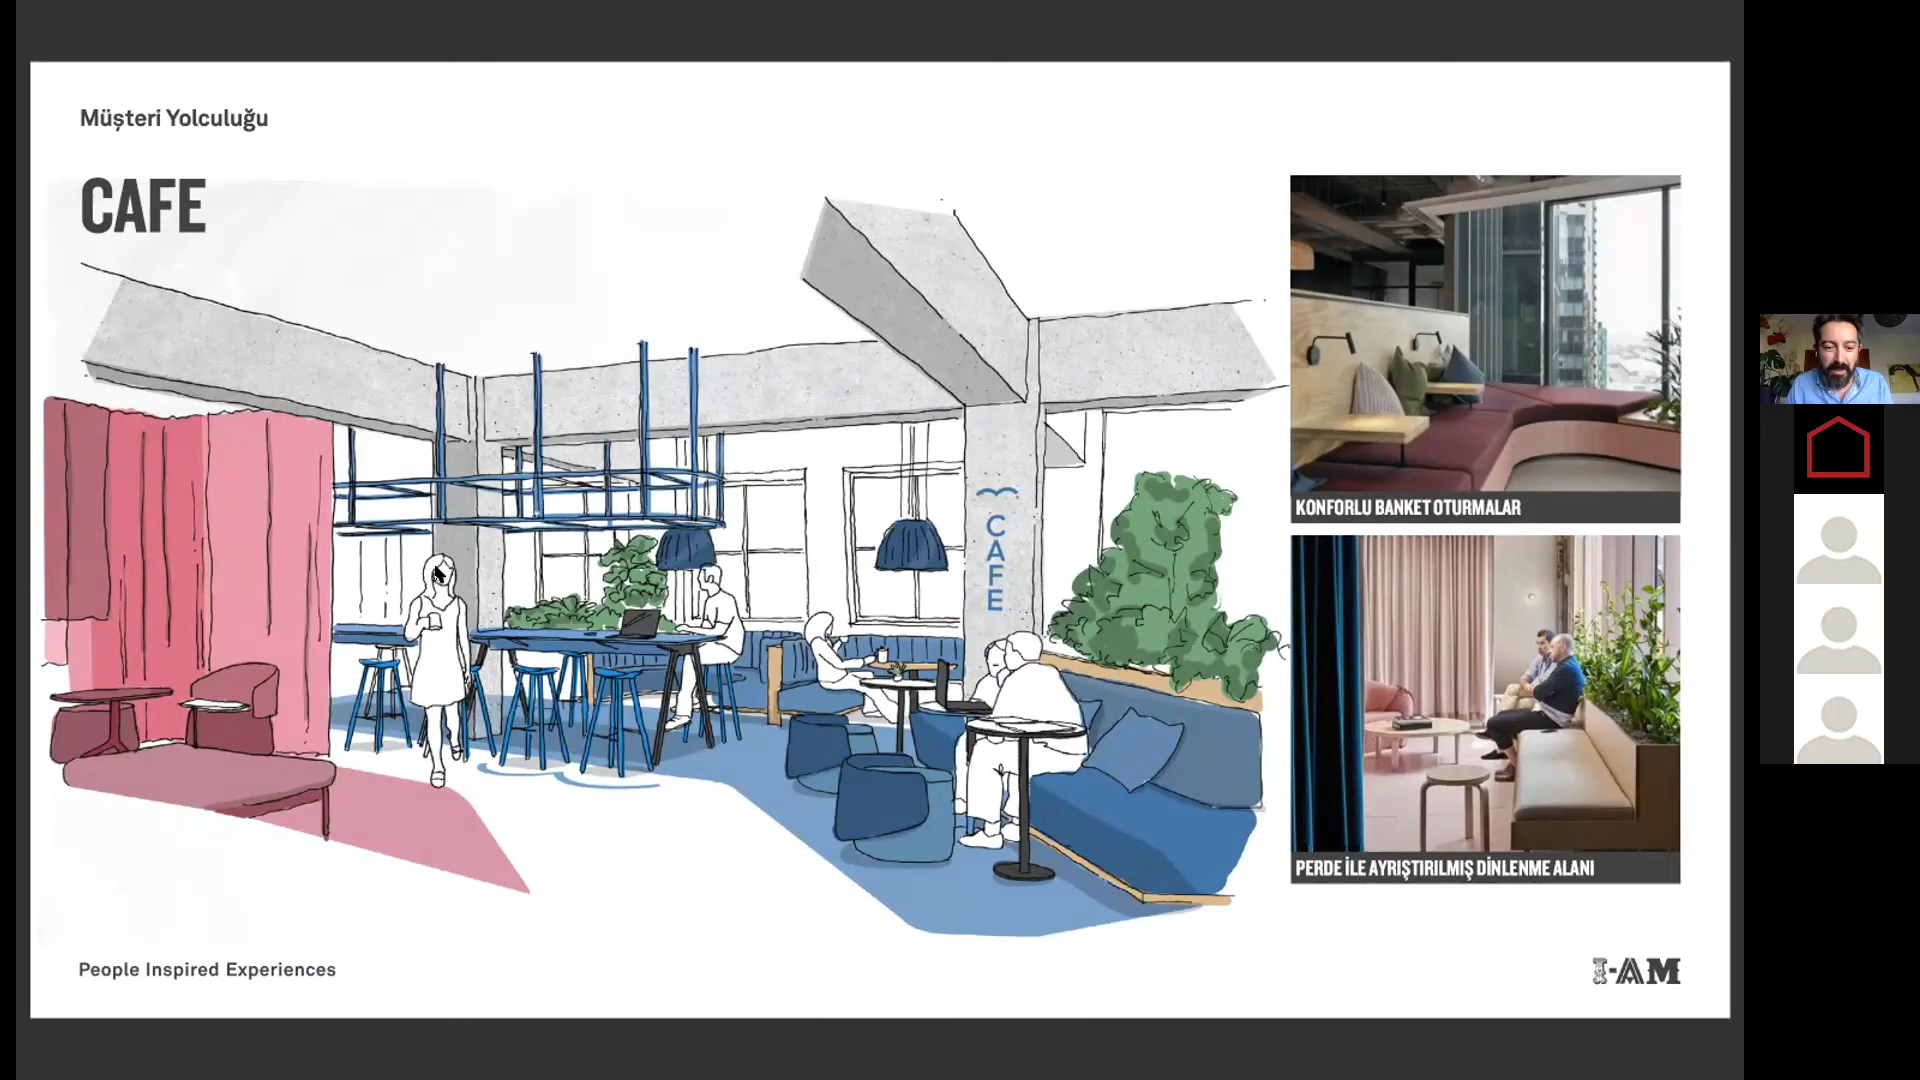 Müşteri Yolculuğu
CAFE
CAFE
KONFORLU BANKET OTURMALAR
PERDE İLE AYRIŞTIRILMIŞ DİNLENME ALANI
People Inspired Experiences
I-AM